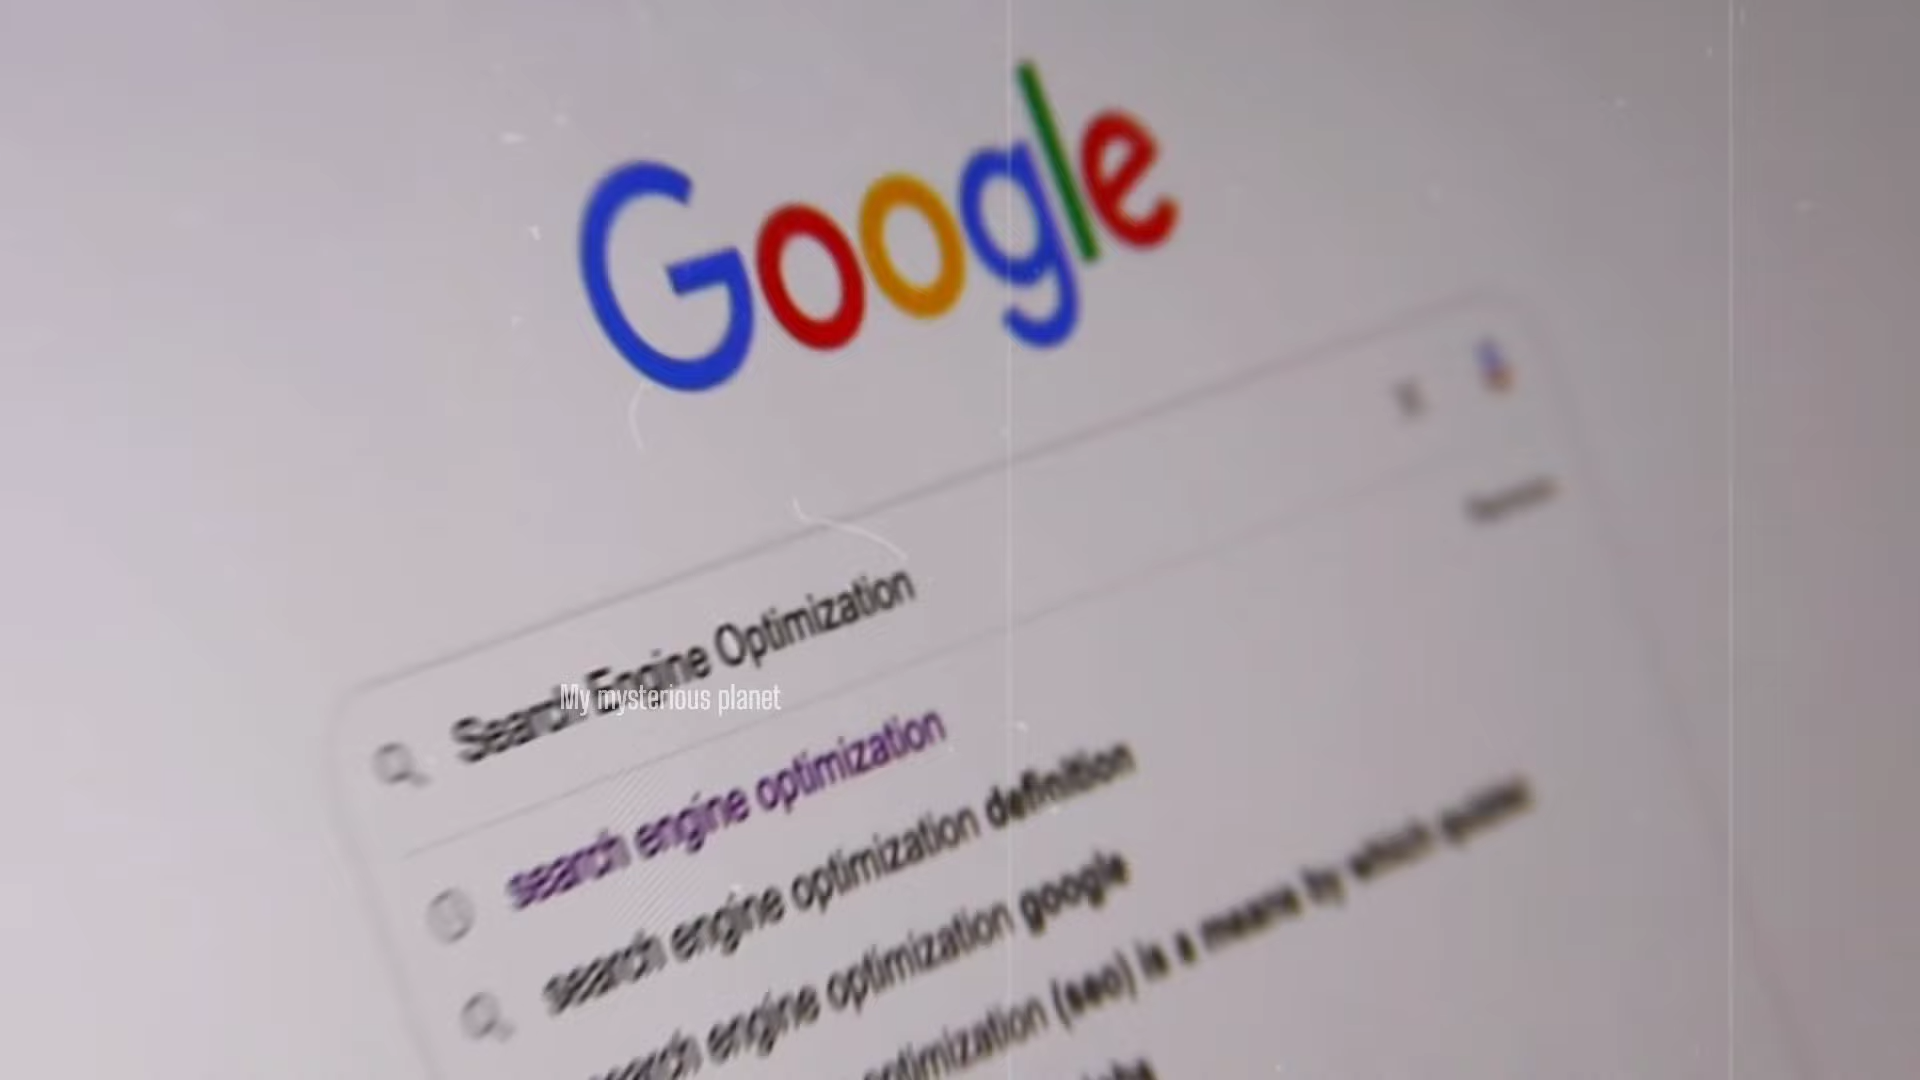 Google
Search Engine Optimization
My mysterious planet
search engine optimization
search engine optimization definition
search engine optimization google
optimization (seo) is a means by which